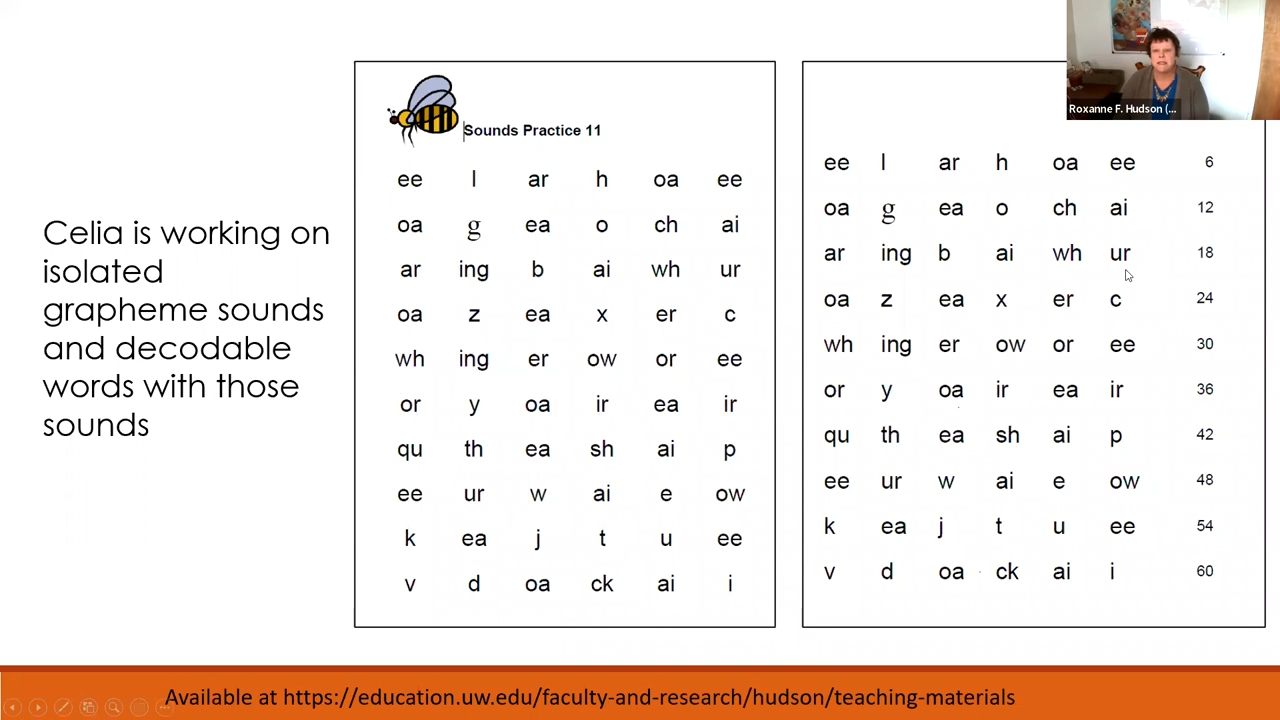 Roxanne F. Hudson (...
Celia is working on
isolated
grapheme sounds
and decodable
words with those
sounds
Sounds Practice 11
ee l ar h oa ee
oa g ea o ch ai
ar ing b ai wh ur
oa z ea x er c
wh ing er ow or ee
or y oa ir ea ir
qu th ea sh ai p
ee ur w ai e ow
k ea j t u ee
v d oa ck ai i
ee l ar h oa ee 6
oa g ea o ch ai 12
ar ing b ai wh ur 18
oa z ea x er c 24
wh ing er ow or ee 30
or y oa ir ea ir 36
qu th ea sh ai p 42
ee ur w ai e ow 48
k ea j t u ee 54
v d oa ck ai i 60
Available at https://education.uw.edu/faculty-and-research/hudson/teaching-materials